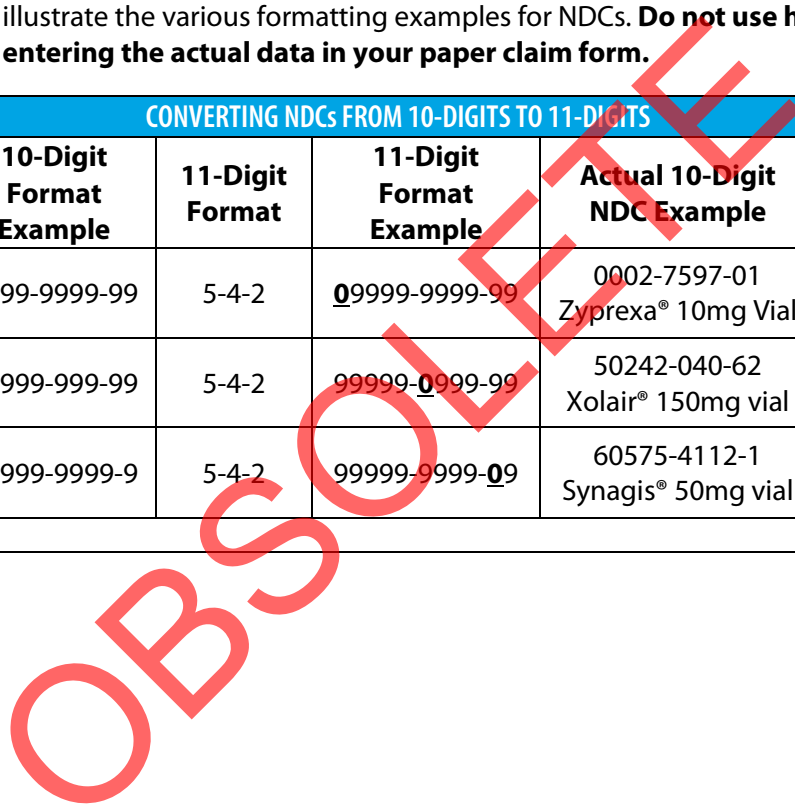 illustrate the various formatting examples for NDCs. Do not use h
entering the actual data in your paper claim form.
CONVERTING NDCs FROM 10-DIGITS TO 11-DIGITS
10-Digit
Format
Example
11-Digit
Format
11-Digit
Format
Example
Actual 10-Digit
NDC Example
99-9999-99
5-4-2
09999-9999-99
0002-7597-01
Zyprexa® 10mg Vial
999-999-99
5-4-2
99999-0999-99
50242-040-62
Xolair® 150mg vial
999-9999-9
5-4-2
99999-9999-09
60575-4112-1
Synagis® 50mg vial
OBSOLETE